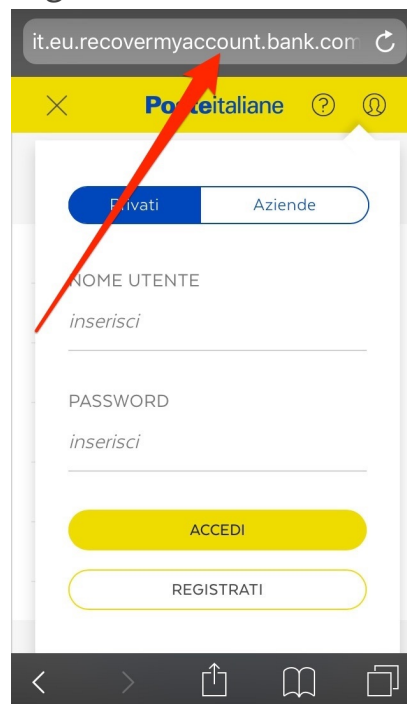 it.eu.recovermyaccount.bank.com
Posteitaliane
Privati Aziende
NOME UTENTE
inserisci
PASSWORD
inserisci
ACCEDI
REGISTRATI